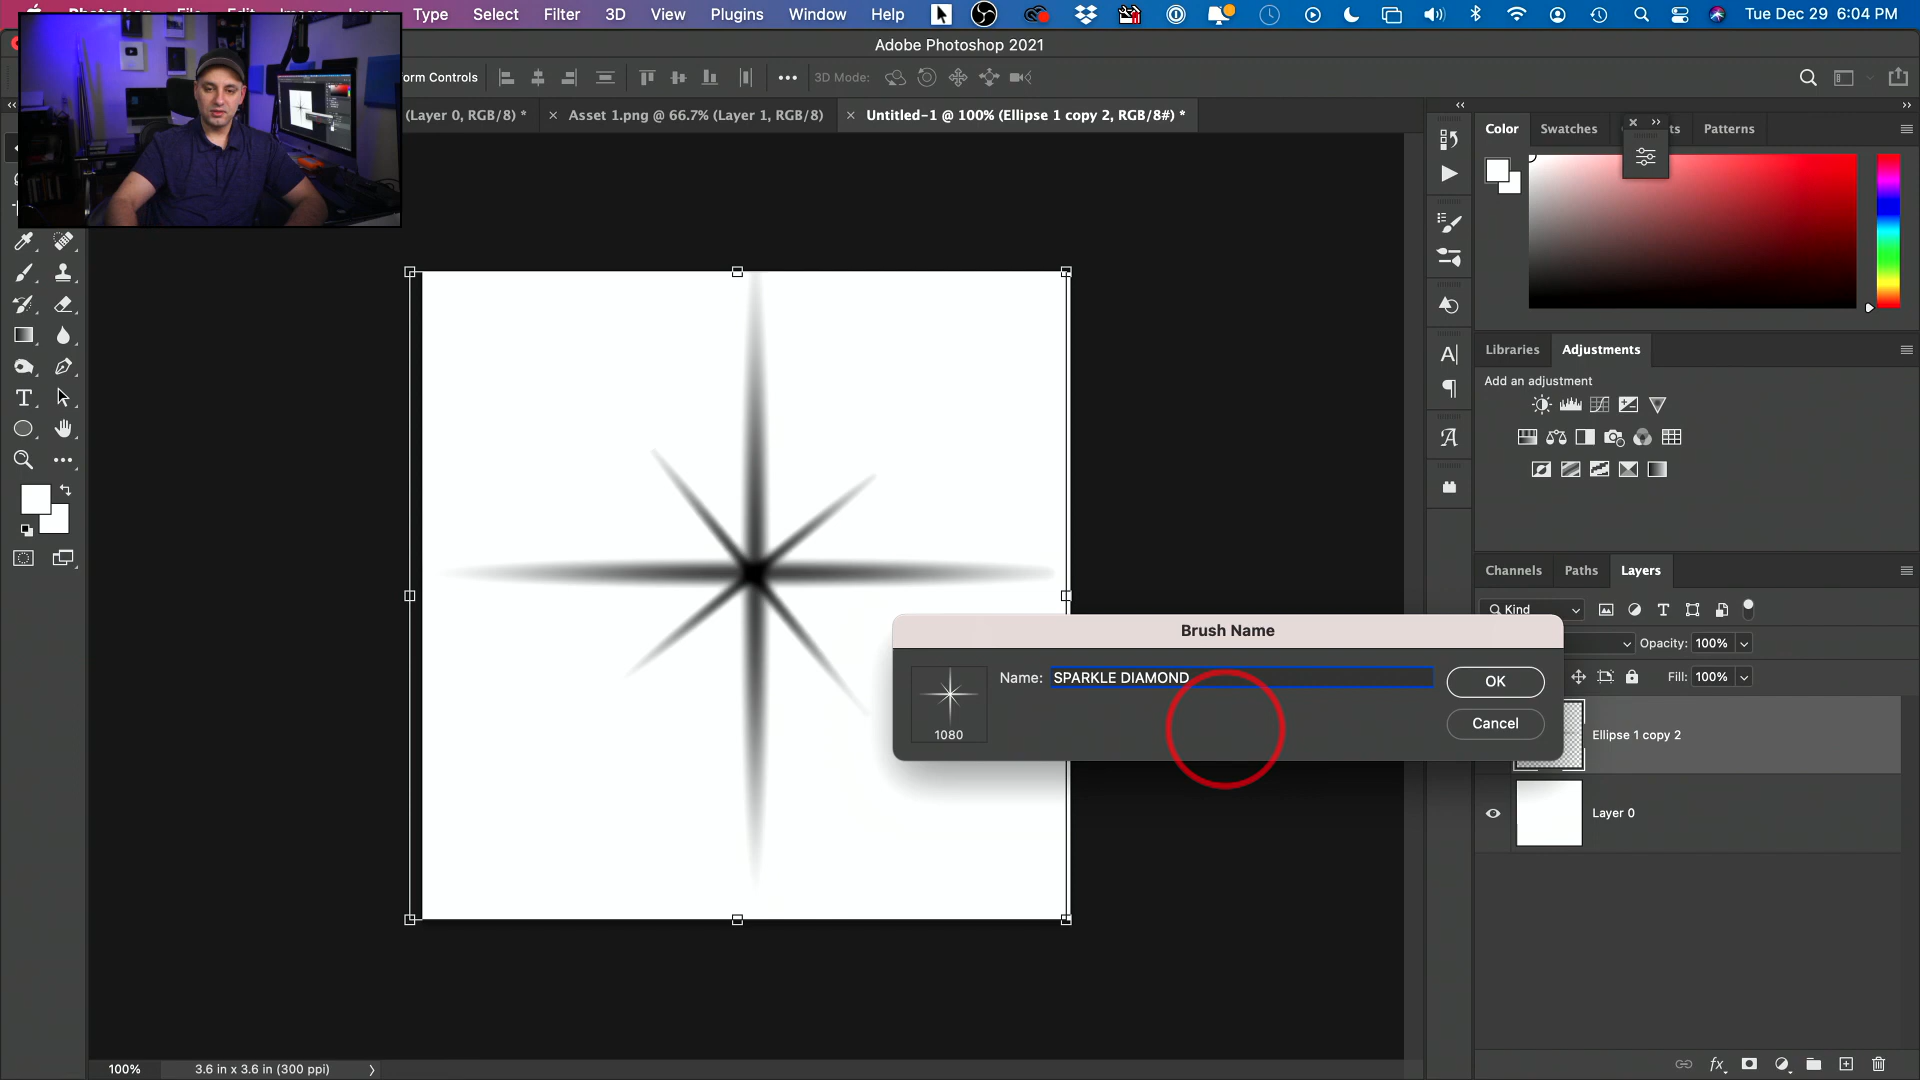 Type Select Filter 3D View Plugins Window Help Tue Dec 29 6:04 PM
Adobe Photoshop 2021
orm Controls 3D Mode:
(Layer 0, RGB/8) * Asset 1.png @ 66.7% (Layer 1, RGB/8) Untitled-1 @ 100% (Ellipse 1 copy 2, RGB/8#) *
Color Swatches ts Patterns
Libraries Adjustments
Add an adjustment
Channels Paths Layers
Kind
Opacity: 100%
Fill: 100%
Brush Name
Name: SPARKLE DIAMOND
1080
OK
Cancel
Ellipse 1 copy 2
Layer 0
100% 3.6 in x 3.6 in (300 ppi)